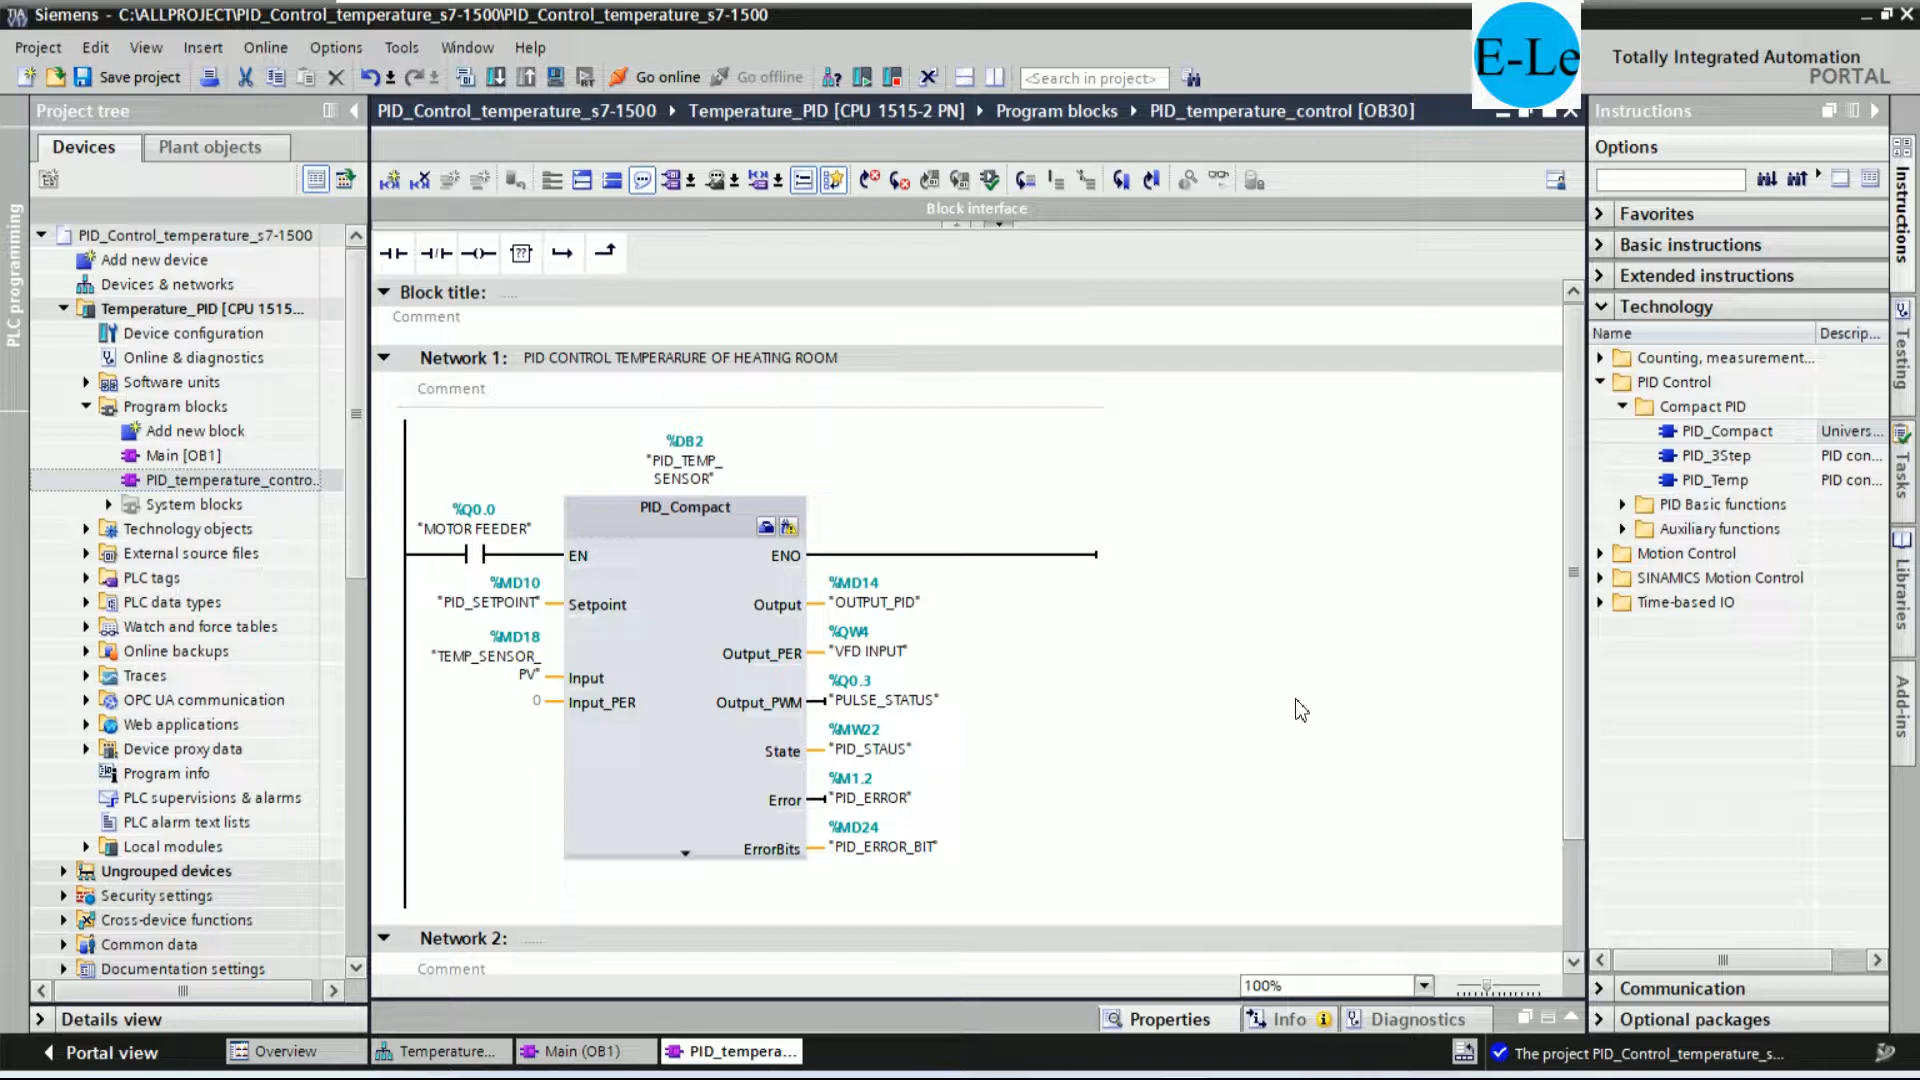 Siemens - C:\ALLPROJECT\PID_Control_temperature_s7-1500\PID_Control_temperature_s7-1500
Project Edit View Insert Online Options Tools Window Help
Save project Go online Go offline <Search in project>
E-Le
Totally Integrated Automation
PORTAL
Project tree
PID_Control_temperature_s7-1500 Temperature_PID [CPU 1515-2 PN] Program blocks PID_temperature_control [OB30]
Instructions
Devices Plant objects
Options
Block interface
PLC programming
PID_Control_temperature_s7-1500
Add new device
Devices & networks
Temperature_PID [CPU 1515...
Device configuration
Online & diagnostics
Software units
Program blocks
Add new block
Main [OB1]
PID_temperature_contro..
System blocks
Technology objects
External source files
PLC tags
PLC data types
Watch and force tables
Online backups
Traces
OPC UA communication
Web applications
Device proxy data
Program info
PLC supervisions & alarms
PLC alarm text lists
Local modules
Ungrouped devices
Security settings
Cross-device functions
Common data
Documentation settings
Details view
??
Block title: .....
Comment
Network 1: PID CONTROL TEMPERARURE OF HEATING ROOM
Comment
%DB2
"PID_TEMP_
SENSOR"
PID_Compact
%Q0.0
"MOTOR FEEDER"
EN ENO
%MD10
"PID_SETPOINT" Setpoint
%MD18
"TEMP_SENSOR_
PV" Input
0 Input_PER
%MD14
Output "OUTPUT_PID"
%QW4
Output_PER "VFD INPUT"
%Q0.3
Output_PWM "PULSE_STATUS"
%MW22
State "PID_STAUS"
%M1.2
Error "PID_ERROR"
%MD24
ErrorBits "PID_ERROR_BIT"
Network 2: .....
Comment
100%
Properties Info Diagnostics
Favorites
Basic instructions
Extended instructions
Technology
Name Descrip...
Counting, measurement...
PID Control
Compact PID
PID_Compact Univers...
PID_3Step PID con...
PID_Temp PID con...
PID Basic functions
Auxiliary functions
Motion Control
SINAMICS Motion Control
Time-based IO
Communication
Optional packages
Instructions
Testing
Tasks
Libraries
Add-ins
Portal view Overview Temperature... Main (OB1) PID_tempera...
The project PID_Control_temperature_s...